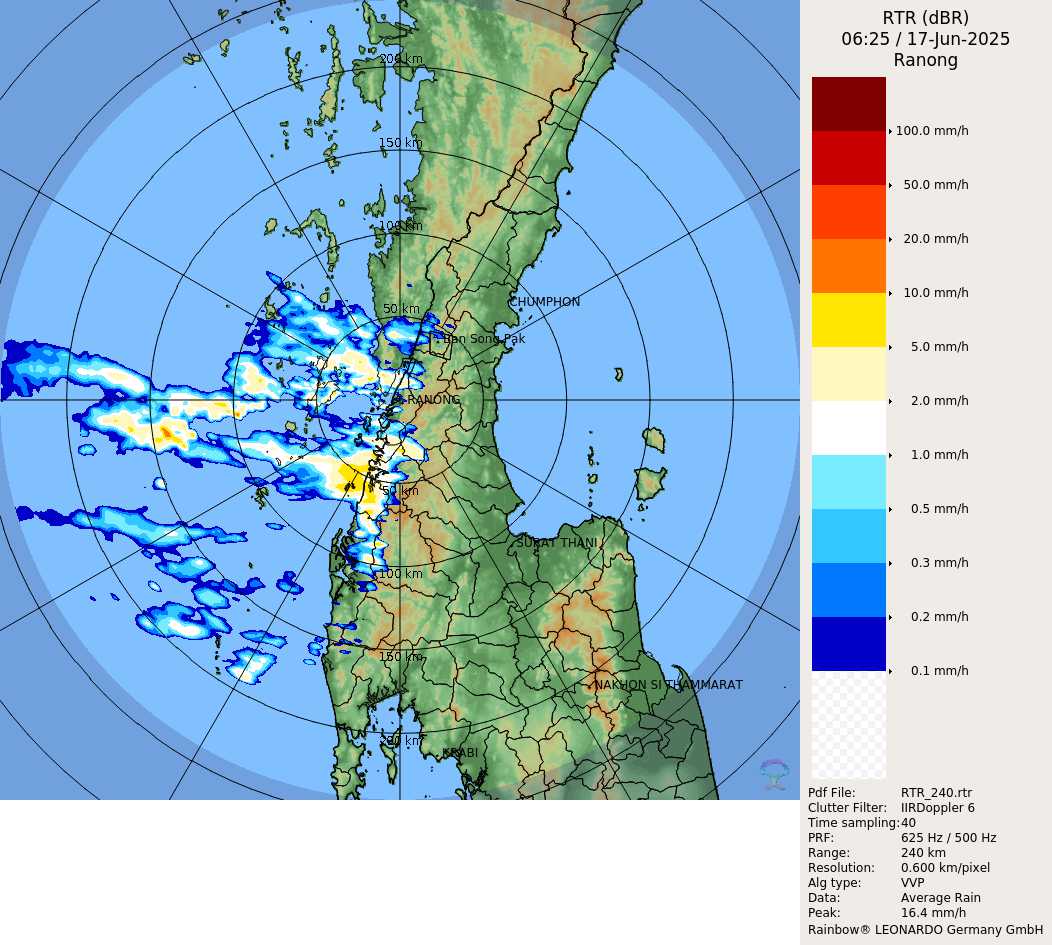 RTR (dBR)
06:25 / 17-Jun-2025
Ranong
100.0 mm/h
50.0 mm/h
20.0 mm/h
10.0 mm/h
5.0 mm/h
2.0 mm/h
1.0 mm/h
0.5 mm/h
0.3 mm/h
0.2 mm/h
0.1 mm/h
200 km
150 km
100 km
CHUMPHON
50 km
Ban Song Pak
RANONG
50 km
SURAT THANI
100 km
150 km
NAKHON SI THAMMARAT
200 km
KRABI
Pdf File: RTR_240.rtr
Clutter Filter: IIRDoppler 6
Time sampling: 40
PRF: 625 Hz / 500 Hz
Range: 240 km
Resolution: 0.600 km/pixel
Alg type: VVP
Data: Average Rain
Peak: 16.4 mm/h
Rainbow® LEONARDO Germany GmbH